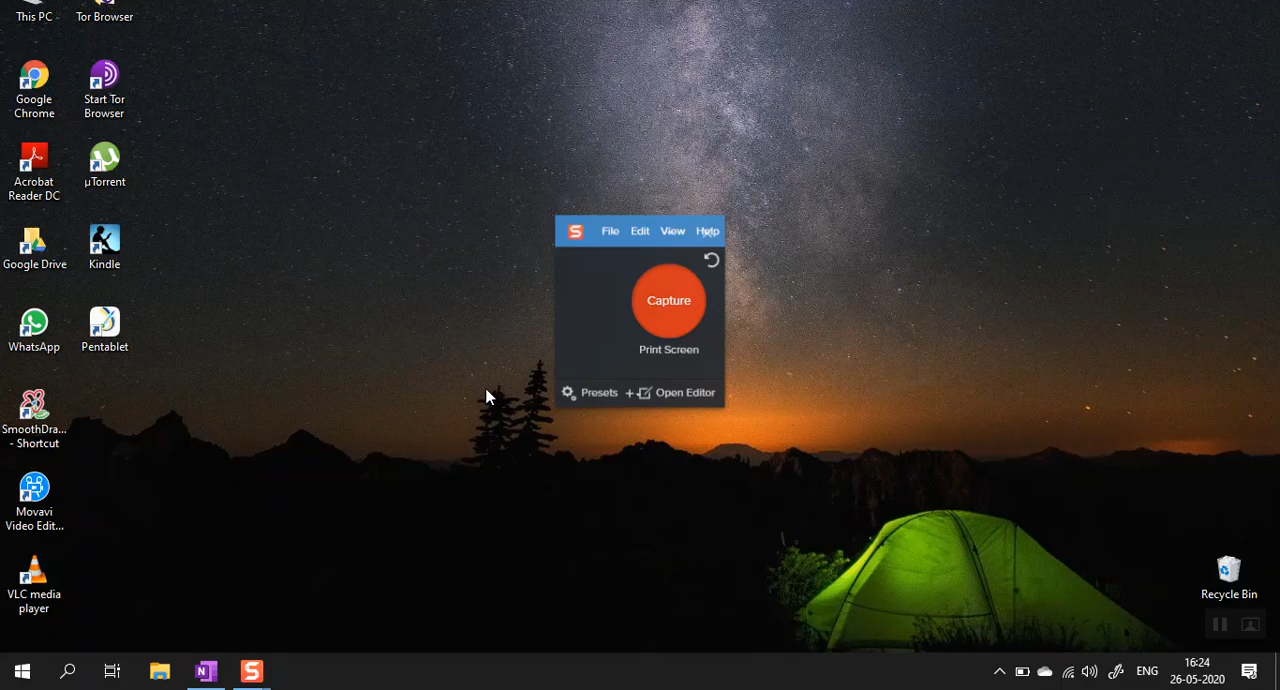 This PC
Tor Browser
Google
Chrome
Start Tor
Browser
Acrobat
Reader DC
µTorrent
Google Drive
Kindle
WhatsApp
Pentablet
SmoothDra...
- Shortcut
Movavi
Video Edit...
VLC media
player
S
File Edit View Help
Capture
Print Screen
Presets + Open Editor
Recycle Bin
N
S
ENG
16:24
26-05-2020